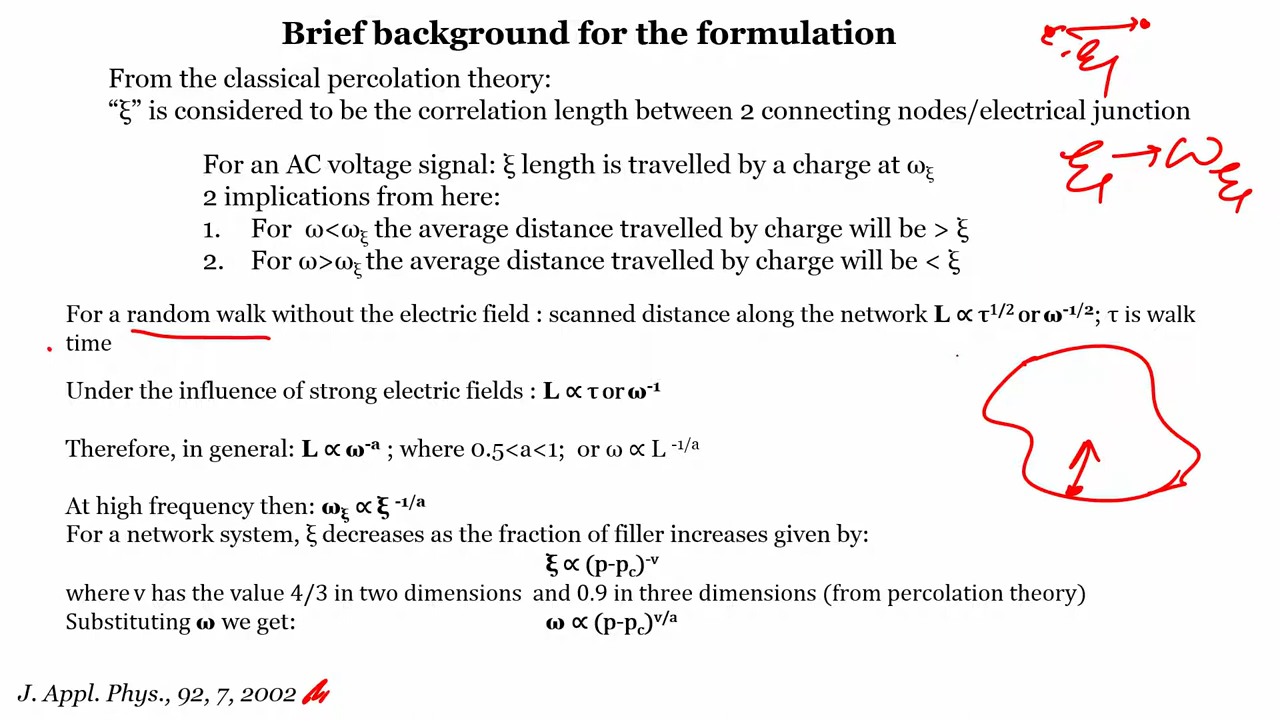 Brief background for the formulation
ξ
From the classical percolation theory:
“ξ” is considered to be the correlation length between 2 connecting nodes/electrical junction
ξ → ωξ
For an AC voltage signal: ξ length is travelled by a charge at ωξ
2 implications from here:
1. For ω<ωξ the average distance travelled by charge will be > ξ
2. For ω>ωξ the average distance travelled by charge will be < ξ
For a random walk without the electric field : scanned distance along the network L ∝ τ^1/2 or ω^-1/2; τ is walk
time
Under the influence of strong electric fields : L ∝ τ or ω^-1
Therefore, in general: L ∝ ω^-a ; where 0.5<a<1; or ω ∝ L^-1/a
At high frequency then: ωξ ∝ ξ^-1/a
For a network system, ξ decreases as the fraction of filler increases given by:
ξ ∝ (p-pc)^-v
where v has the value 4/3 in two dimensions and 0.9 in three dimensions (from percolation theory)
Substituting ω we get: ω ∝ (p-pc)^v/a
J. Appl. Phys., 92, 7, 2002